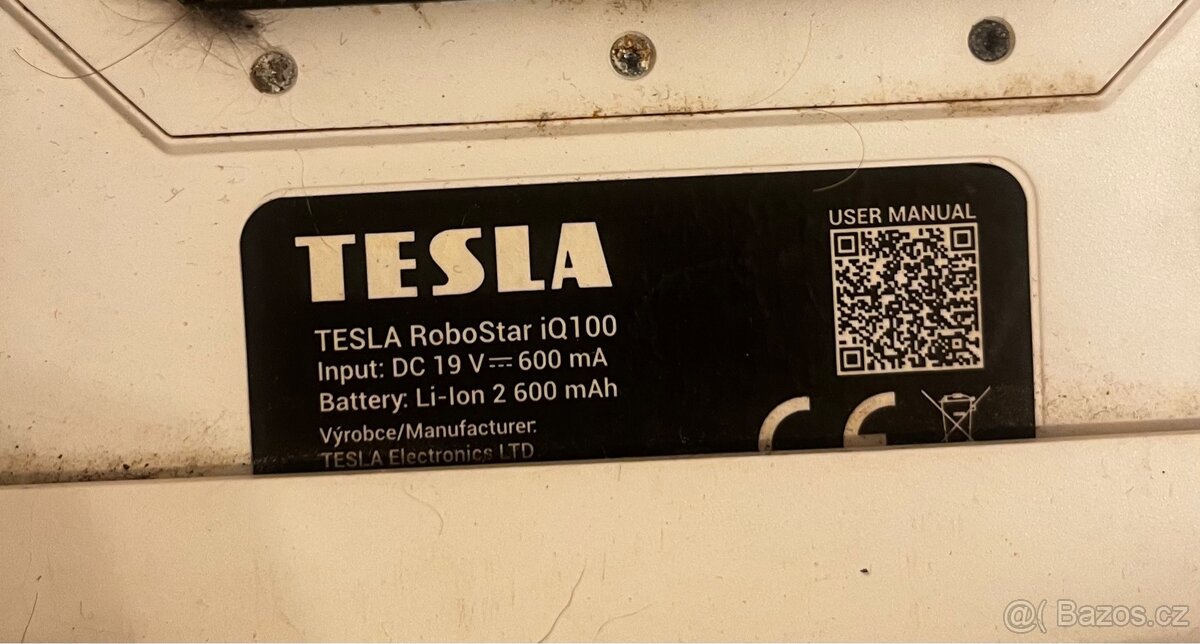 TESLA
TESLA RoboStar iQ100
Input: DC 19 V⎓600 mA
Battery: Li-Ion 2 600 mAh
Výrobce/Manufacturer:
TESLA Electronics LTD
USER MANUAL
CE
@( Bazos.cz